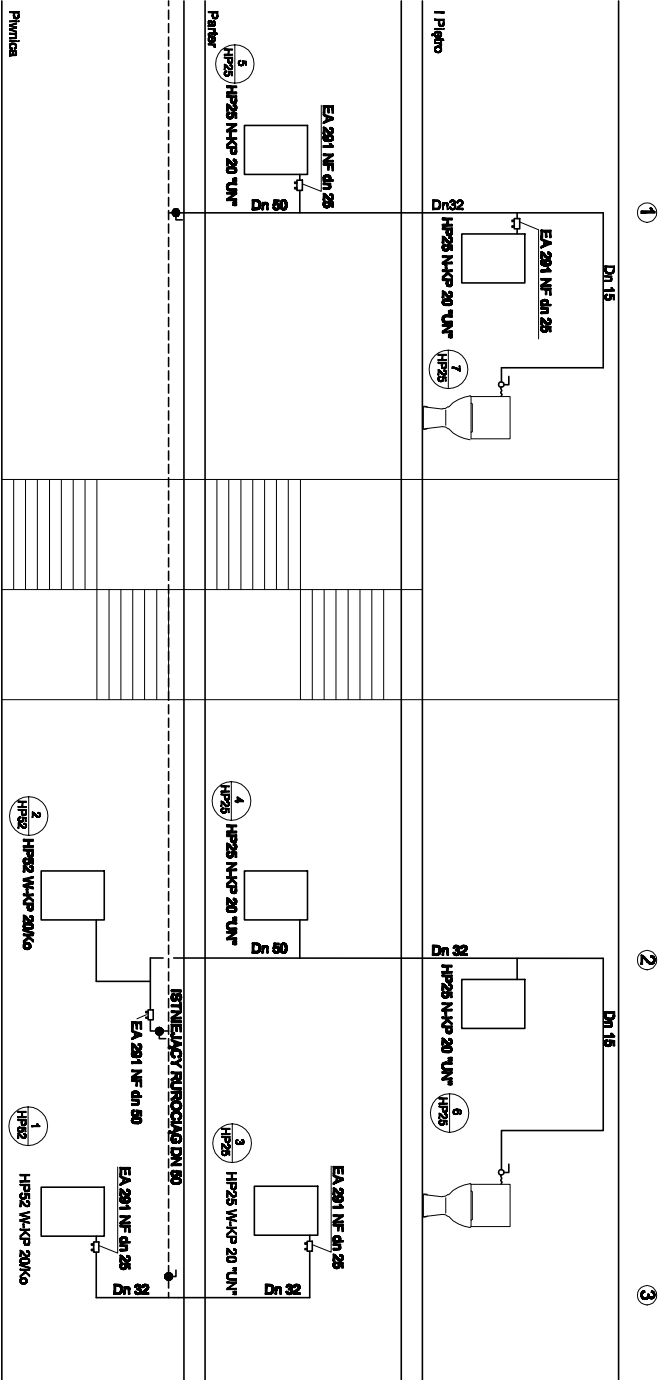 1
2
3
I Piętro
Dn 15
Dn32
EA 291 NF dn 25
HP25 N-KP 20 "UN"
7
HP25
Dn 15
Dn 32
HP25 N-KP 20 "UN"
6
HP25
Parter
5
HP25
HP25 N-KP 20 "UN"
EA 291 NF dn 25
Dn 50
4
HP25
HP25 N-KP 20 "UN"
Dn 50
3
HP25
HP25 W-KP 20 "UN"
EA 291 NF dn 25
Dn 32
Piwnica
ISTNIEJĄCY RUROCIĄG DN 50
2
HP52
HP52 W-KP 20/Ko
EA 291 NF dn 50
1
HP52
HP52 W-KP 20/Ko
EA 291 NF dn 25
Dn 32